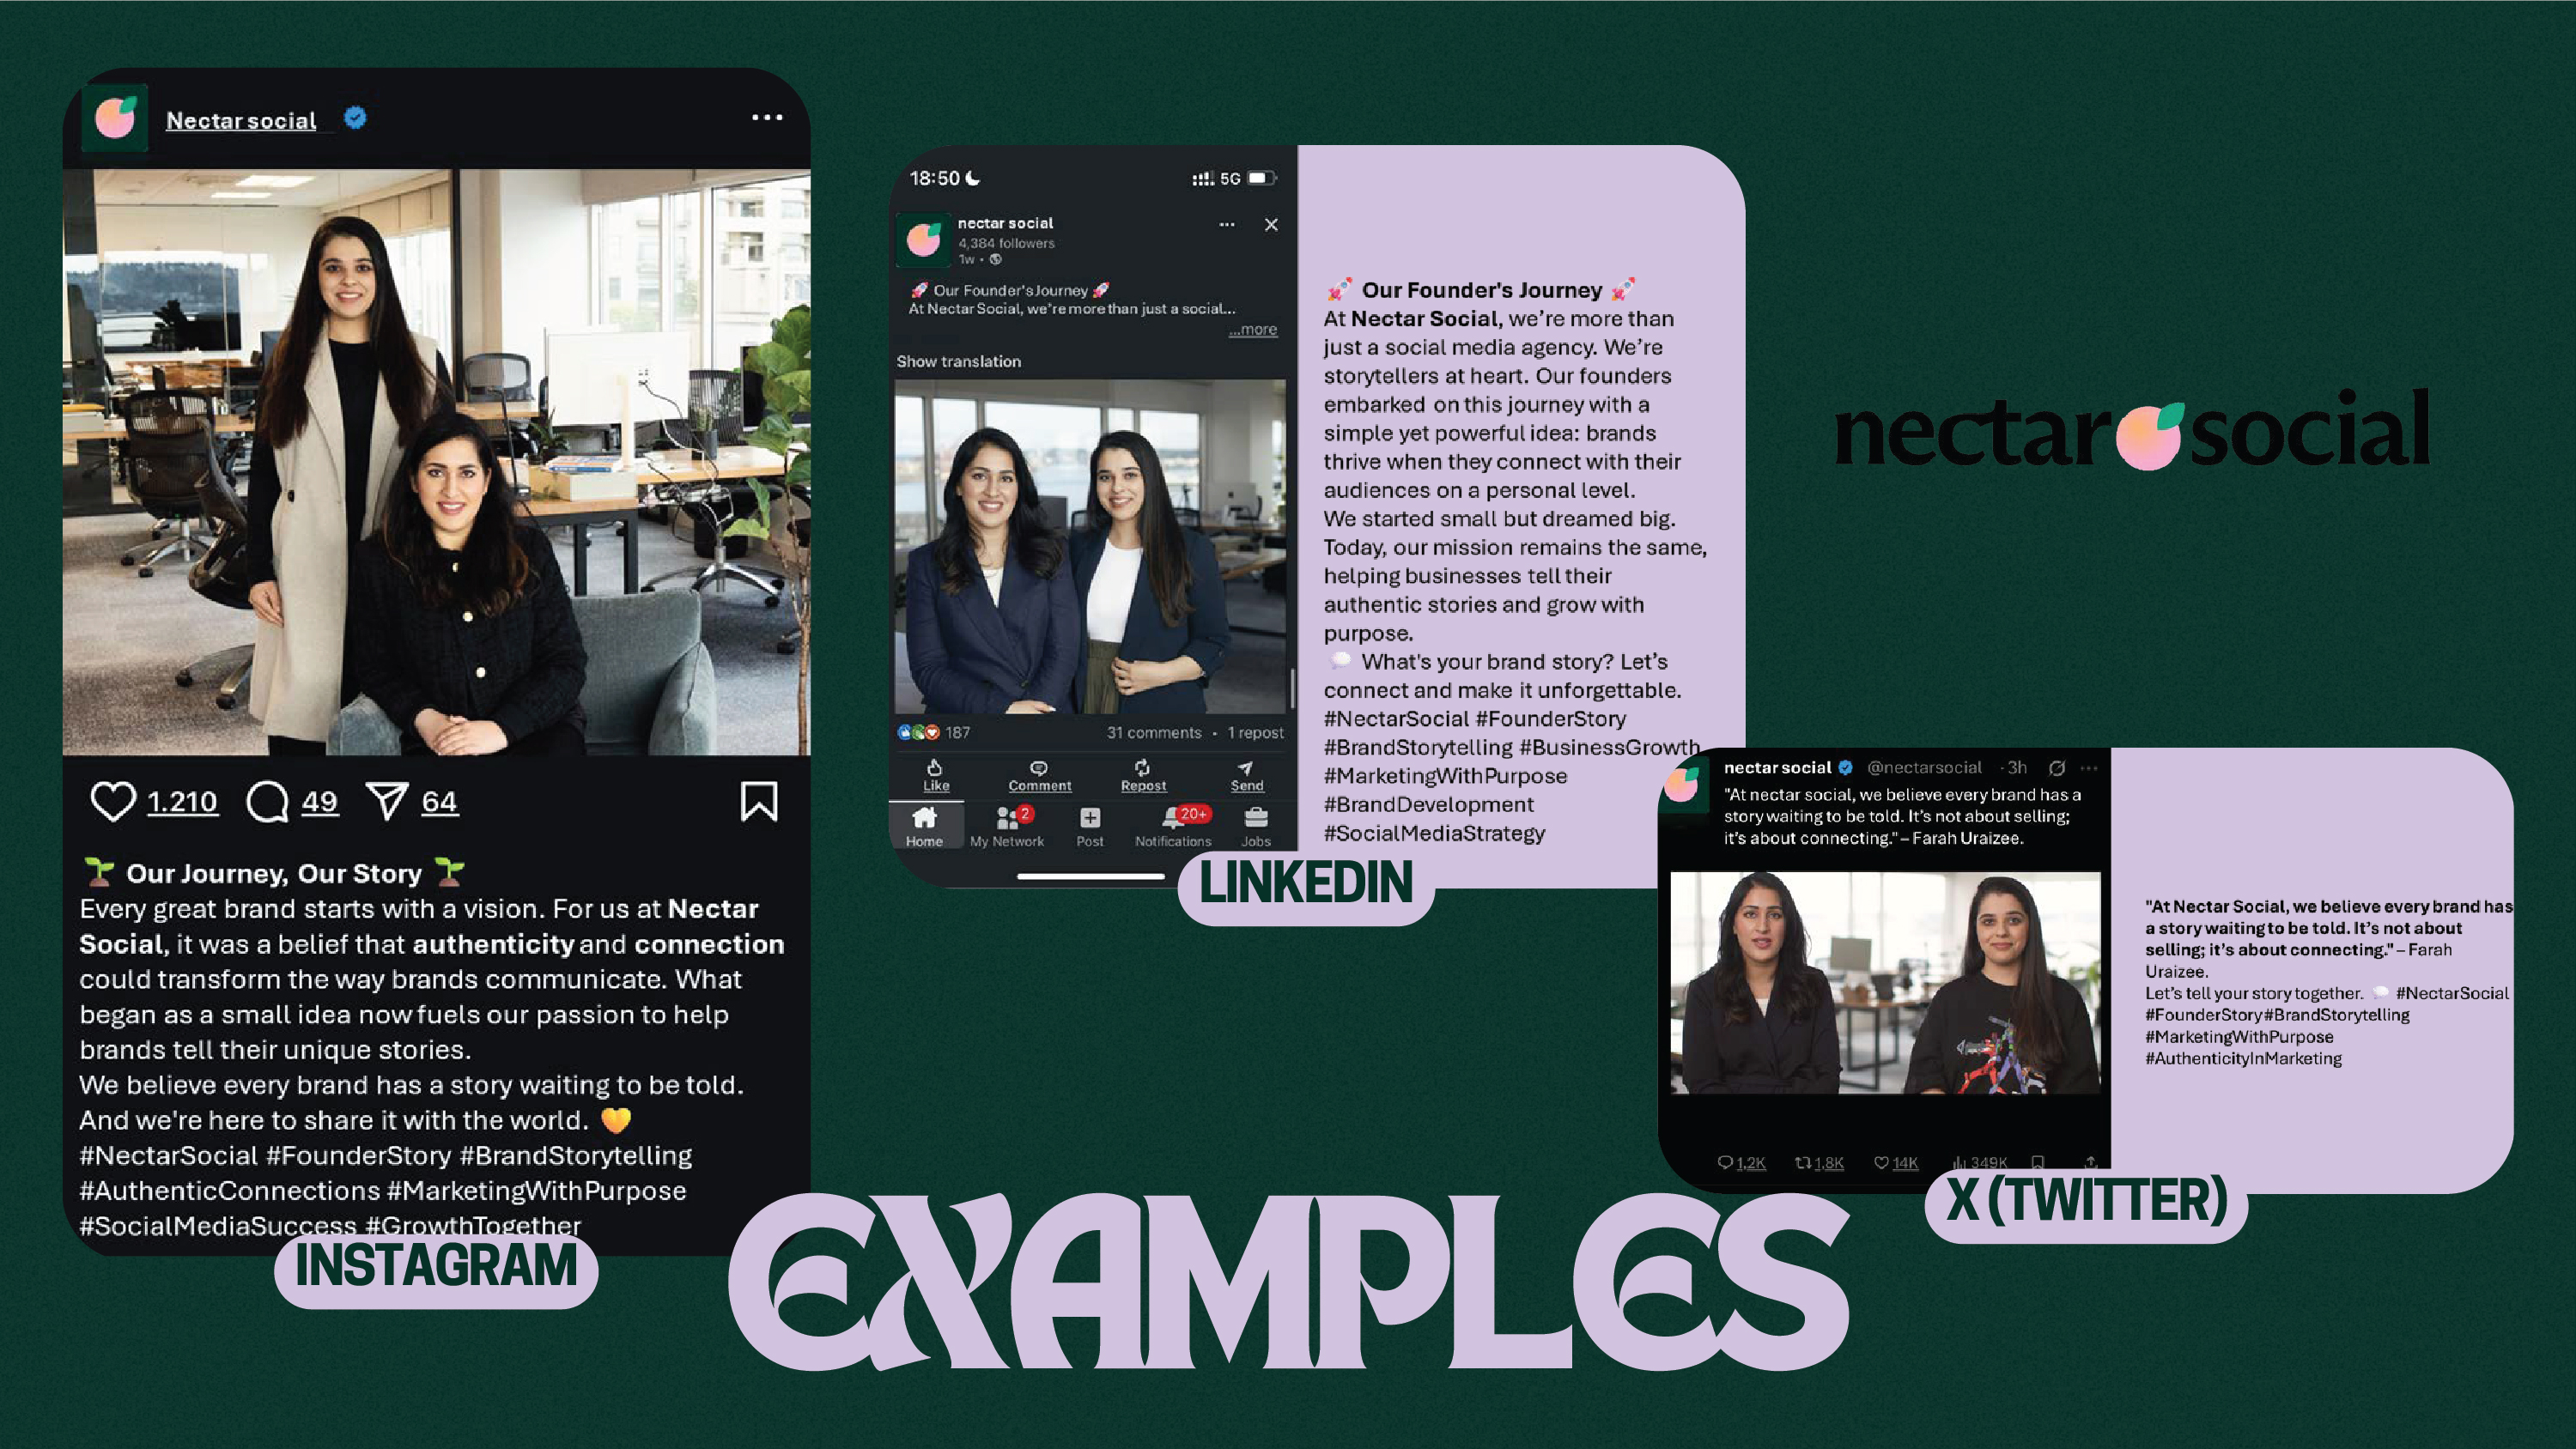 Nectar social
1.210 49 64
🌱 Our Journey, Our Story 🌱
Every great brand starts with a vision. For us at Nectar
Social, it was a belief that authenticity and connection
could transform the way brands communicate. What
began as a small idea now fuels our passion to help
brands tell their unique stories.
We believe every brand has a story waiting to be told.
And we're here to share it with the world. 💛
#NectarSocial #FounderStory #BrandStorytelling
#AuthenticConnections #MarketingWithPurpose
#SocialMediaSuccess #GrowthTogether
INSTAGRAM
18:50 5G
nectar social
4,384 followers
1w •
🚀 Our Founder's Journey 🚀
At Nectar Social, we're more than just a social...
...more
Show translation
187 31 comments • 1 repost
Like Comment Repost Send
2 20+
Home My Network Post Notifications Jobs
🚀 Our Founder's Journey 🚀
At Nectar Social, we’re more than
just a social media agency. We’re
storytellers at heart. Our founders
embarked on this journey with a
simple yet powerful idea: brands
thrive when they connect with their
audiences on a personal level.
We started small but dreamed big.
Today, our mission remains the same,
helping businesses tell their
authentic stories and grow with
purpose.
💭 What's your brand story? Let’s
connect and make it unforgettable.
#NectarSocial #FounderStory
#BrandStorytelling #BusinessGrowth
#MarketingWithPurpose
#BrandDevelopment
#SocialMediaStrategy
LINKEDIN
nectar social
nectar social @nectarsocial · 3h
"At nectar social, we believe every brand has a
story waiting to be told. It’s not about selling;
it’s about connecting." – Farah Uraizee.
1,2K 1,8K 14K 349K
"At Nectar Social, we believe every brand has
a story waiting to be told. It’s not about
selling; it’s about connecting." – Farah
Uraizee.
Let’s tell your story together. 💭 #NectarSocial
#FounderStory #BrandStorytelling
#MarketingWithPurpose
#AuthenticityInMarketing
X (TWITTER)
EXAMPLES